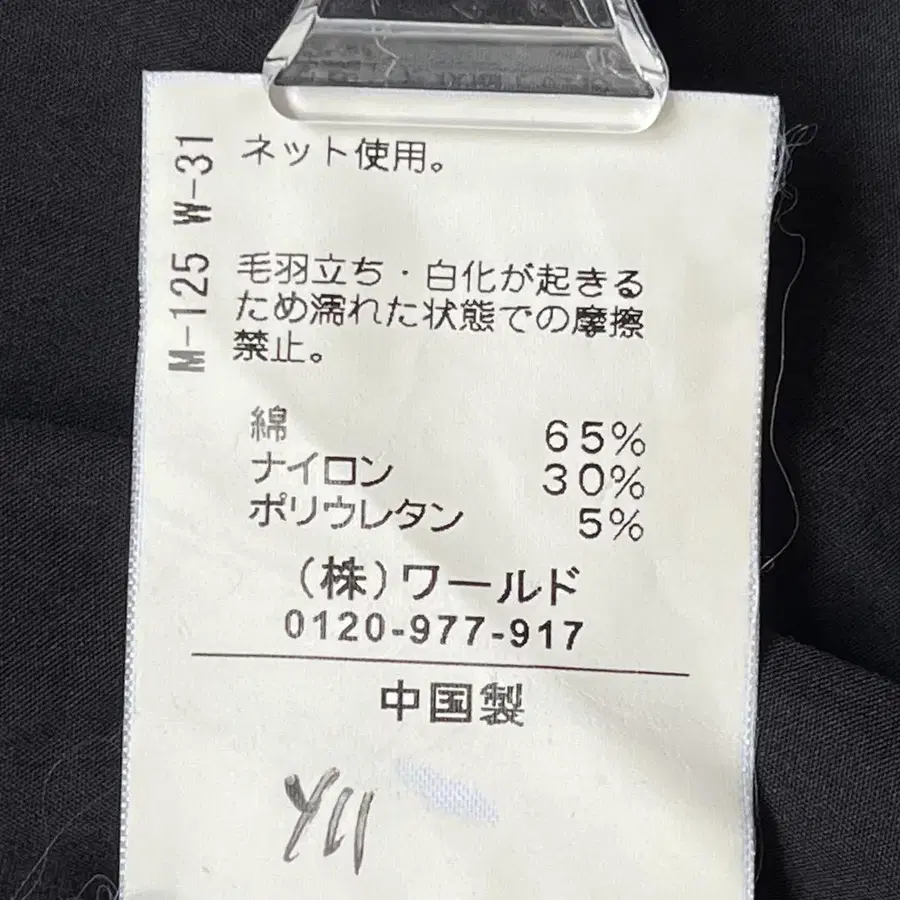 M-125 W-31
ネット使用。
毛羽立ち・白化が起きる
ため濡れた状態での摩擦
禁止。
綿 65%
ナイロン 30%
ポリウレタン 5%
(株)ワールド
0120-977-917
中国製